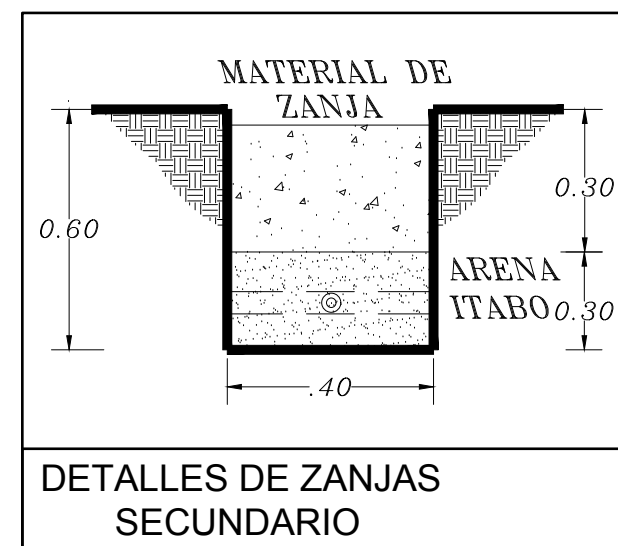 MATERIAL DE
ZANJA
0.60
0.30
ARENA
ITABO
0.30
.40
DETALLES DE ZANJAS
SECUNDARIO